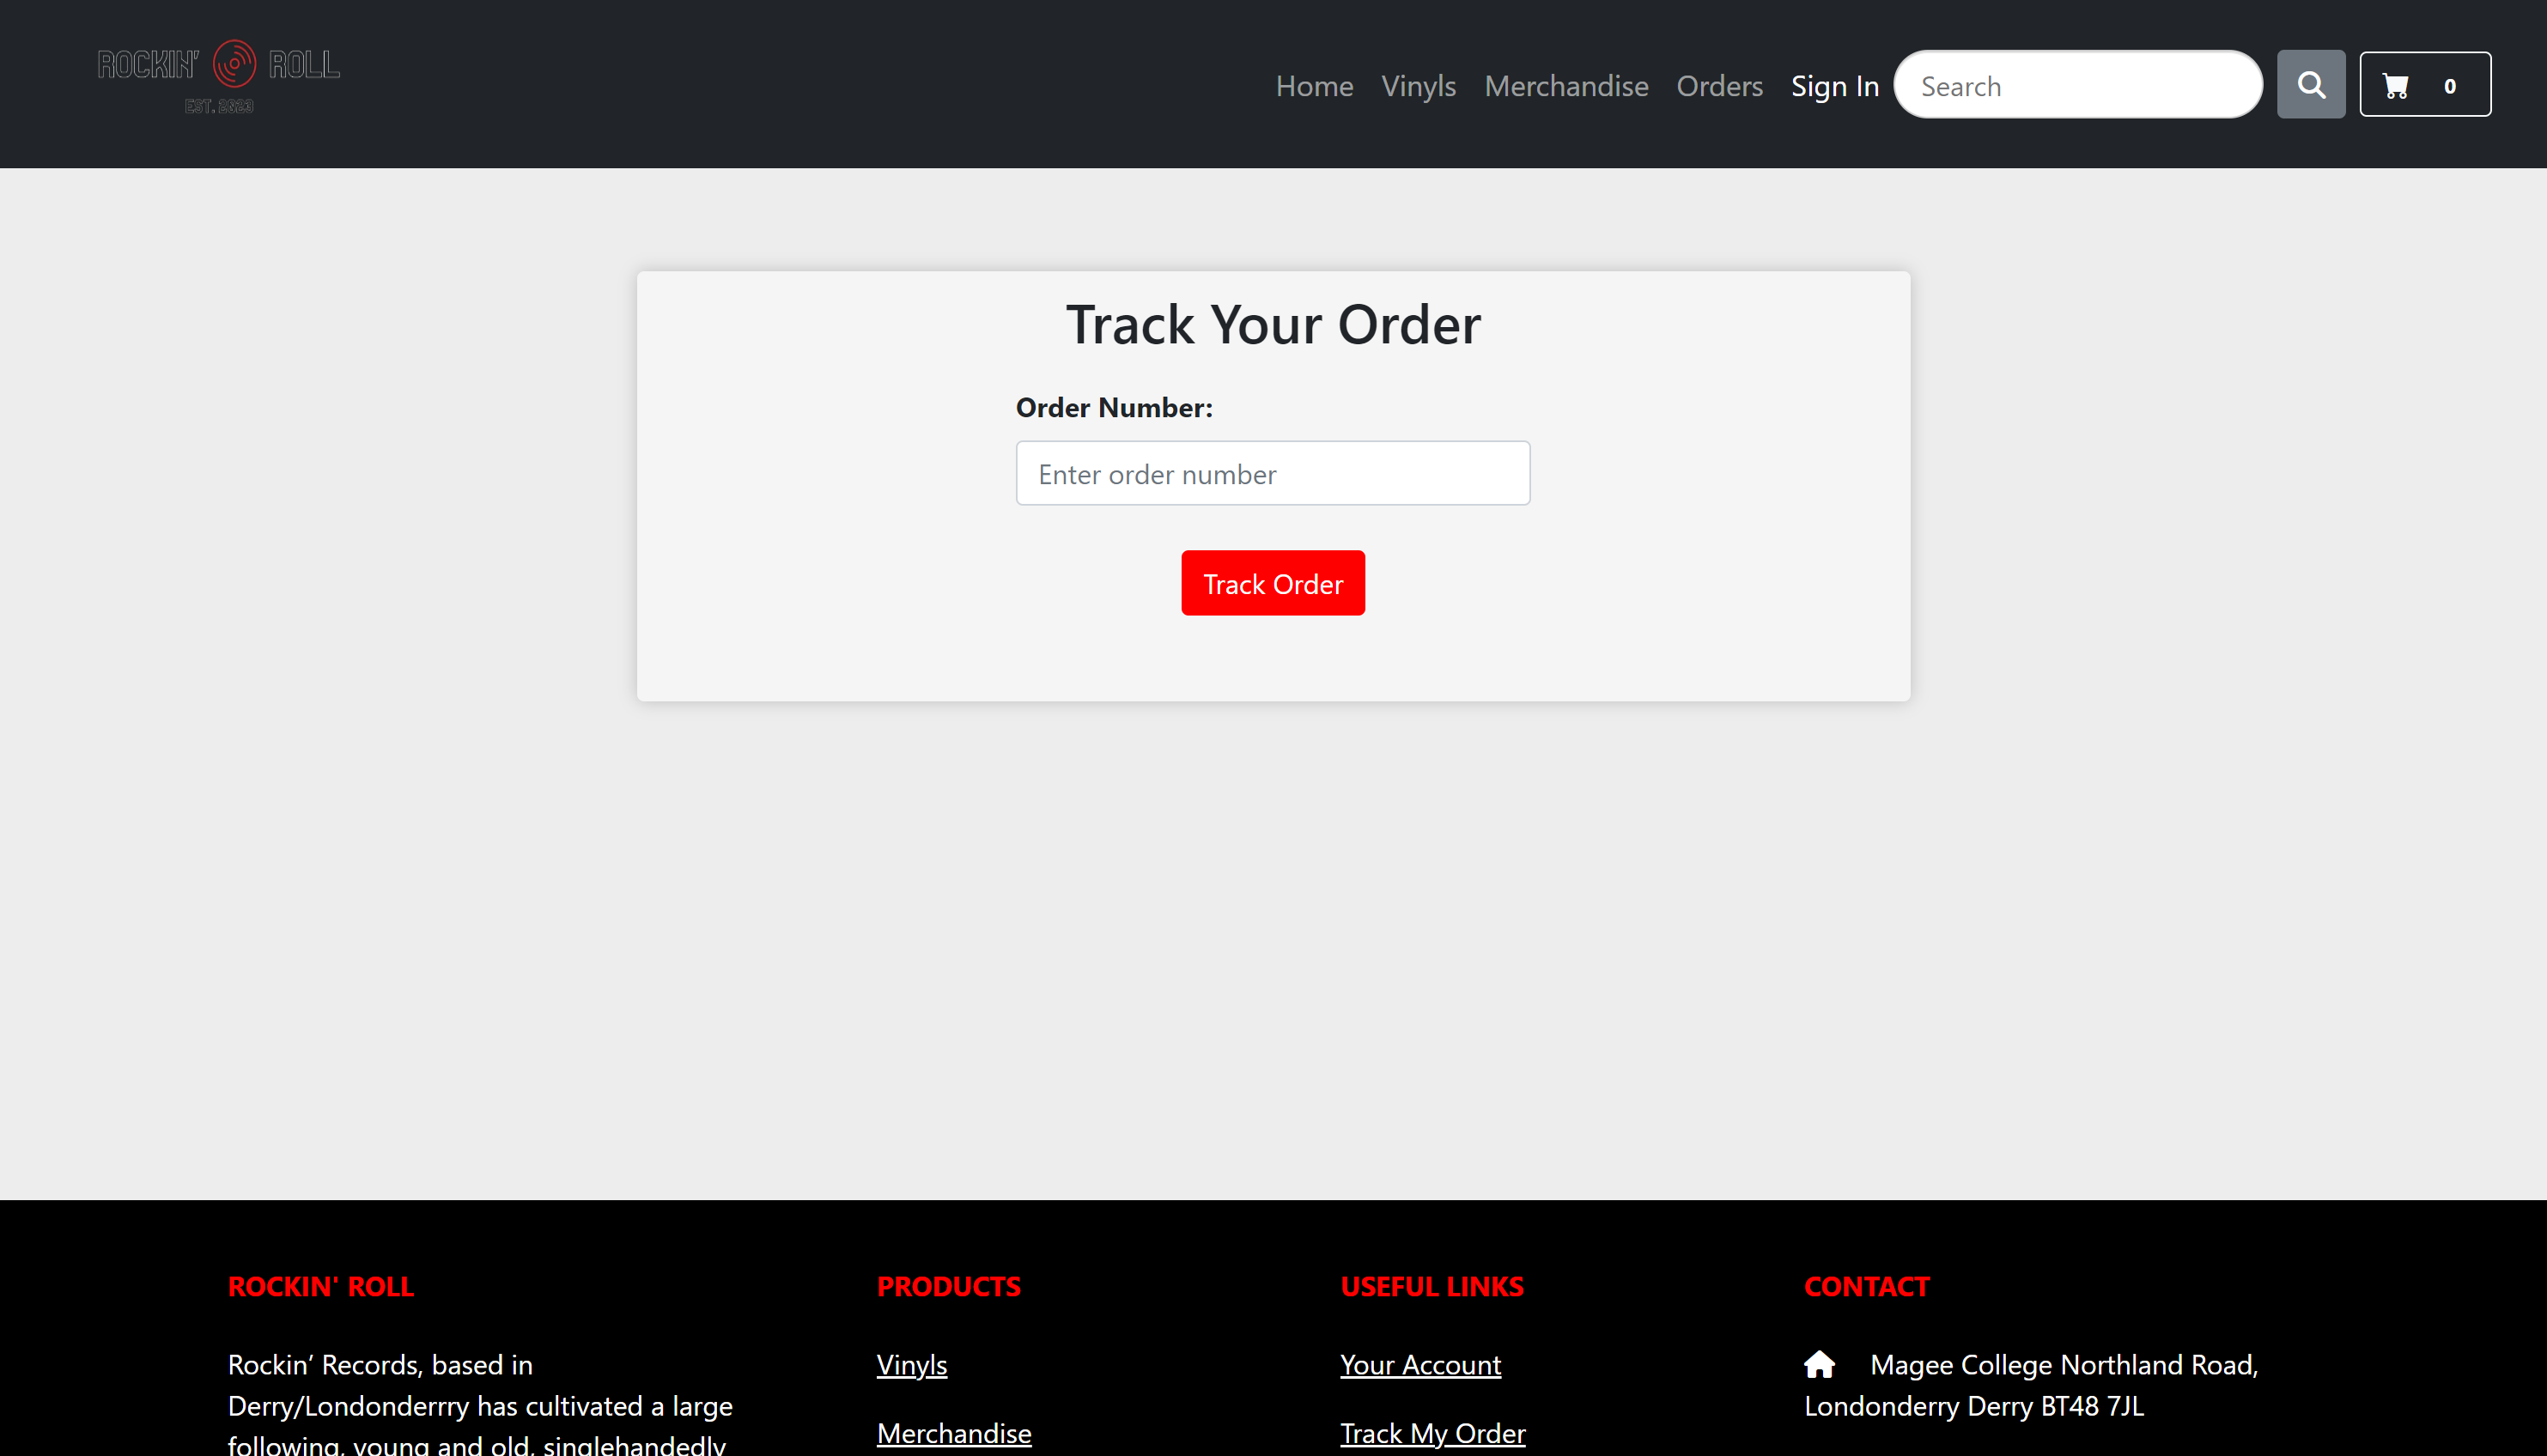 ROCKIN' ROLL
EST. 2023
Home Vinyls Merchandise Orders Sign In Search 0
Track Your Order
Order Number:
Enter order number
Track Order
ROCKIN' ROLL
Rockin’ Records, based in
Derry/Londonderrry has cultivated a large
following, young and old, singlehandedly
PRODUCTS
Vinyls
Merchandise
USEFUL LINKS
Your Account
Track My Order
CONTACT
Magee College Northland Road,
Londonderry Derry BT48 7JL